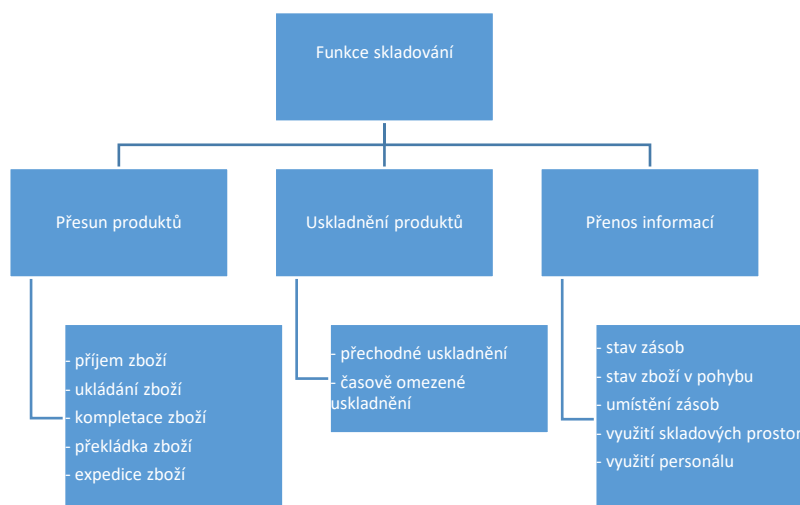 Funkce skladování
Přesun produktů
Uskladnění produktů
Přenos informací
- příjem zboží
- ukládání zboží
- kompletace zboží
- překládka zboží
- expedice zboží
- přechodné uskladnění
- časově omezené
uskladnění
- stav zásob
- stav zboží v pohybu
- umístění zásob
- využití skladových prostor
- využití personálu